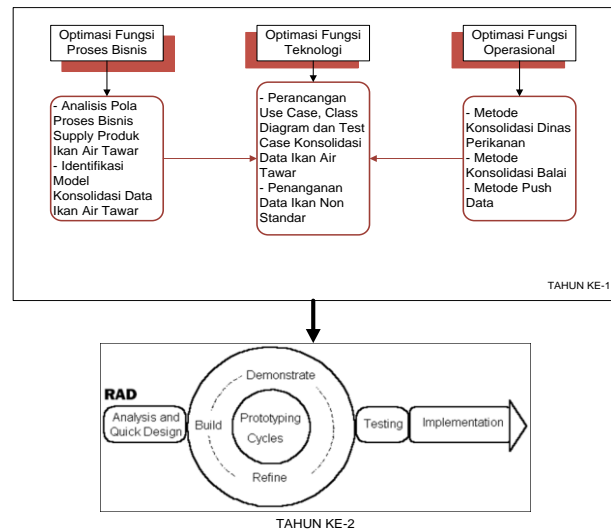 Optimasi Fungsi
Proses Bisnis
Optimasi Fungsi
Teknologi
Optimasi Fungsi
Operasional
- Analisis Pola
Proses Bisnis
Supply Produk
Ikan Air Tawar
- Identifikasi
Model
Konsolidasi Data
Ikan Air Tawar
- Perancangan
Use Case, Class
Diagram dan Test
Case Konsolidasi
Data Ikan Air
Tawar
- Penanganan
Data Ikan Non
Standar
- Metode
Konsolidasi Dinas
Perikanan
- Metode
Konsolidasi Balai
- Metode Push
Data
TAHUN KE-1
RAD
Analysis and
Quick Design
Build
Demonstrate
Prototyping
Cycles
Refine
Testing
Implementation
TAHUN KE-2